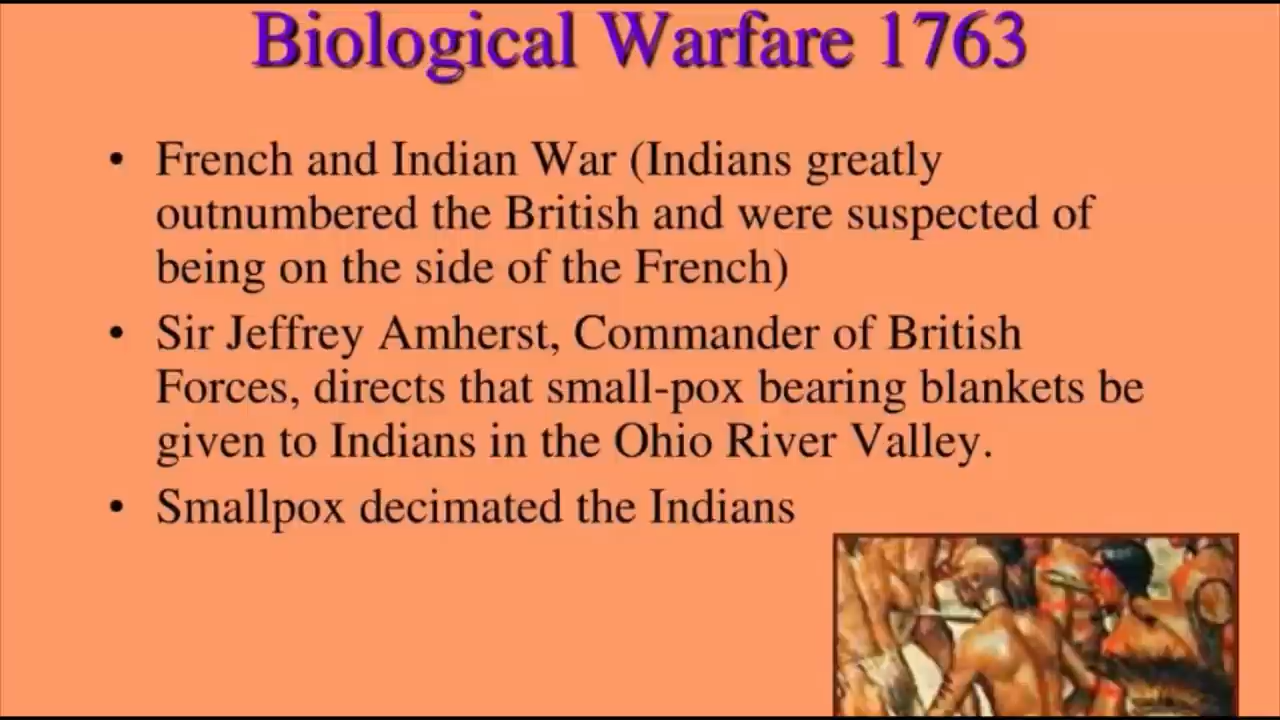 Biological Warfare 1763
• French and Indian War (Indians greatly
outnumbered the British and were suspected of
being on the side of the French)
• Sir Jeffrey Amherst, Commander of British
Forces, directs that small-pox bearing blankets be
given to Indians in the Ohio River Valley.
• Smallpox decimated the Indians